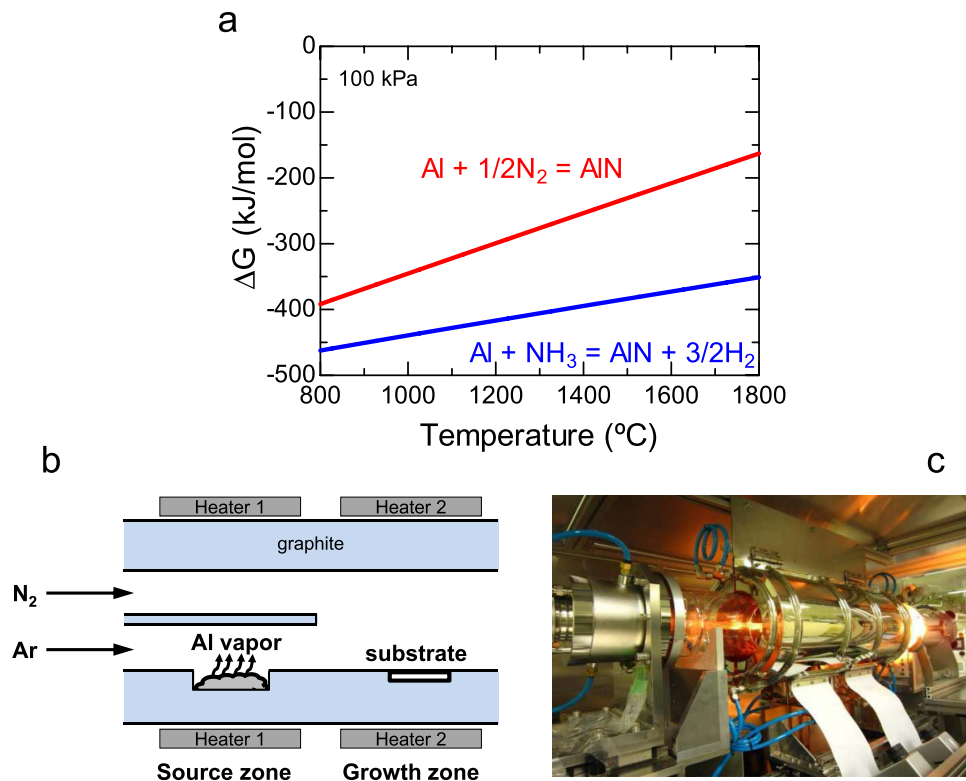 a
0
-100
-200
-300
-400
-500
ΔG (kJ/mol)
100 kPa
Al + 1/2N₂ = AlN
Al + NH₃ = AlN + 3/2H₂
800 1000 1200 1400 1600 1800
Temperature (ºC)
b
Heater 1 Heater 2
graphite
N₂
Ar
Al vapor
substrate
Heater 1 Heater 2
Source zone Growth zone
c